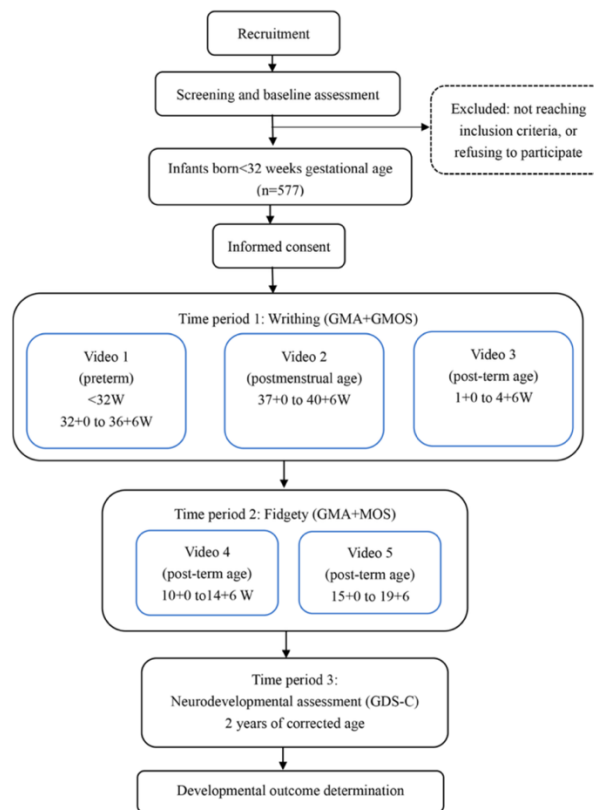 Recruitment
Screening and baseline assessment
Excluded: not reaching
inclusion criteria, or
refusing to participate
Infants born<32 weeks gestational age
(n=577)
Informed consent
Time period 1: Writhing (GMA+GMOS)
Video 1
(preterm)
<32W
32+0 to 36+6W
Video 2
(postmenstrual age)
37+0 to 40+6W
Video 3
(post-term age)
1+0 to 4+6W
Time period 2: Fidgety (GMA+MOS)
Video 4
(post-term age)
10+0 to14+6 W
Video 5
(post-term age)
15+0 to 19+6
Time period 3:
Neurodevelopmental assessment (GDS-C)
2 years of corrected age
Developmental outcome determination